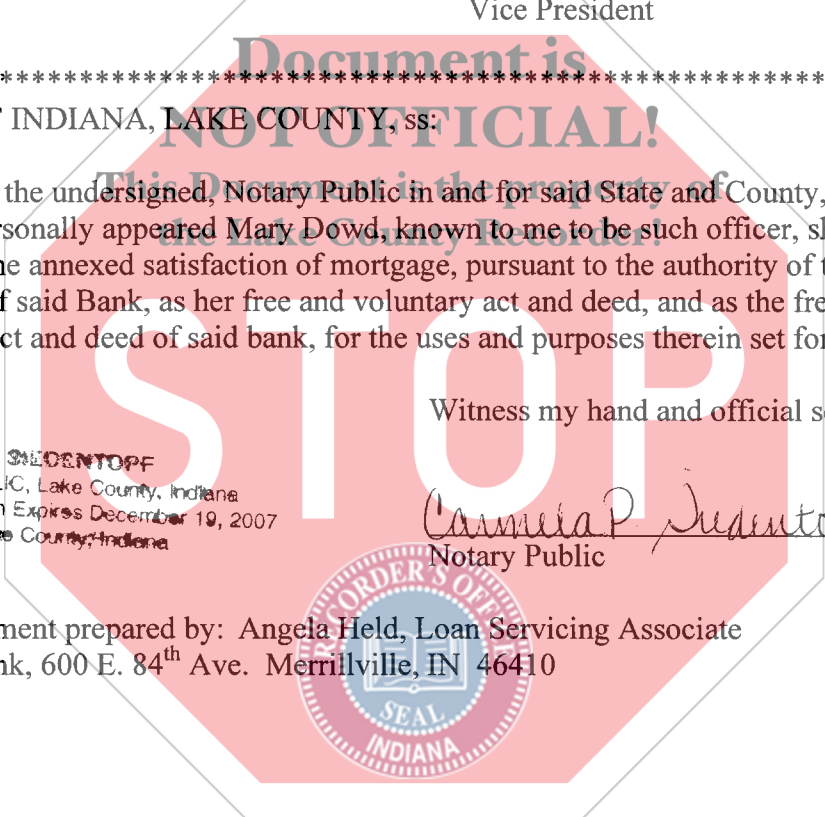 Vice President
Document is
**********************************************************
INDIANA, LAKE COUNTY, ss:
NOT OFFICIAL!
This Document is the property of
the undersigned, Notary Public in and for said State and County,
the Lake County Recorder!
rsonally appeared Mary Dowd, known to me to be such officer, sh
he annexed satisfaction of mortgage, pursuant to the authority of t
f said Bank, as her free and voluntary act and deed, and as the fre
ct and deed of said bank, for the uses and purposes therein set for
STOP
Witness my hand and official se
SIEDENTOPF
LIC, Lake County, Indiana
n Expires December 19, 2007
e County, Indiana
Carmela P. Siedento
Notary Public
RECORDER'S OFFICE
ment prepared by: Angela Held, Loan Servicing Associate
nk, 600 E. 84th Ave. Merrillville, IN 46410
SEAL
INDIANA